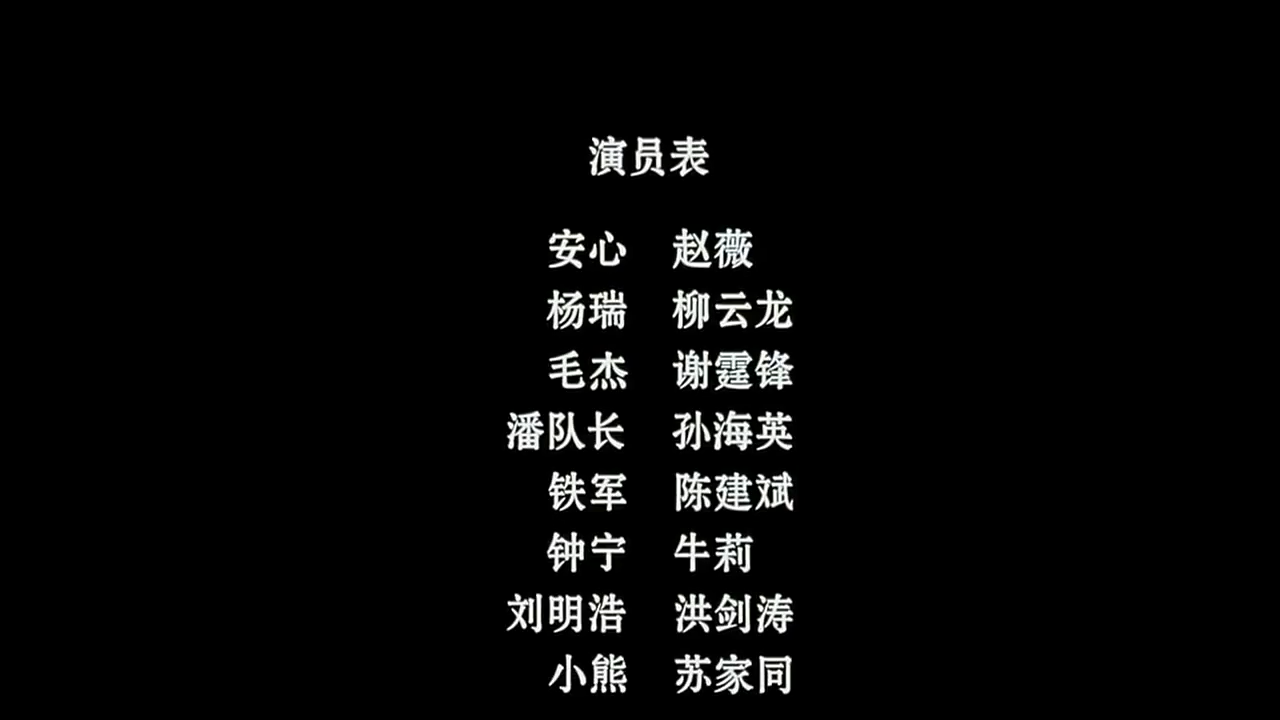 演员表
安心 赵薇
杨瑞 柳云龙
毛杰 谢霆锋
潘队长 孙海英
铁军 陈建斌
钟宁 牛莉
刘明浩 洪剑涛
小熊 苏家同